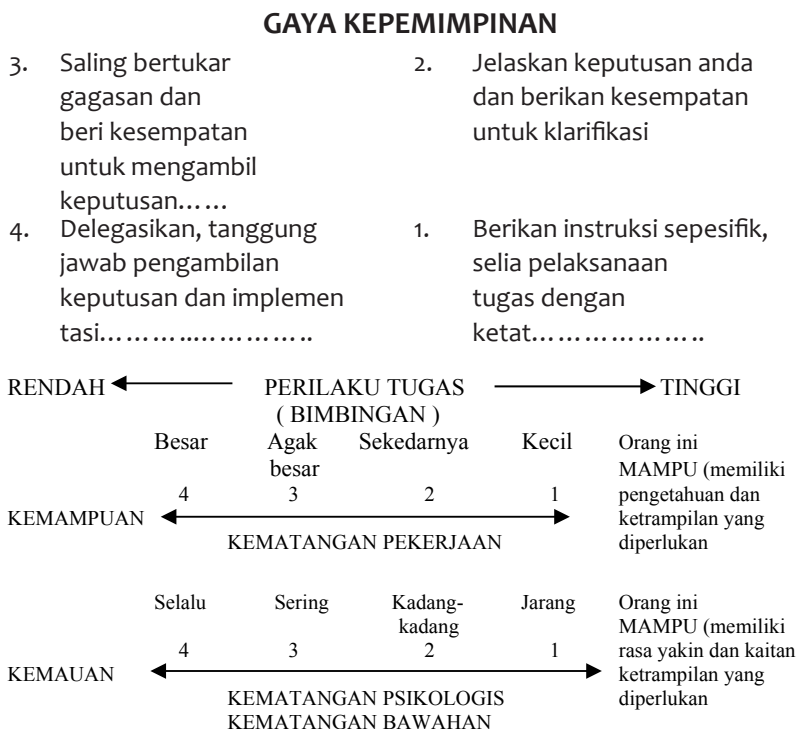 GAYA KEPEMIMPINAN
3. Saling bertukar
gagasan dan
beri kesempatan
untuk mengambil
keputusan……
2. Jelaskan keputusan anda
dan berikan kesempatan
untuk klarifikasi
4. Delegasikan, tanggung
jawab pengambilan
keputusan dan implemen
tasi………..…………..
1. Berikan instruksi sepesifik,
selia pelaksanaan
tugas dengan
ketat………………..
RENDAH PERILAKU TUGAS TINGGI
( BIMBINGAN )
Besar Agak Sekedarnya Kecil
besar
4 3 2 1
KEMAMPUAN
KEMATANGAN PEKERJAAN
Orang ini
MAMPU (memiliki
pengetahuan dan
ketrampilan yang
diperlukan
Selalu Sering Kadang- Jarang
kadang
4 3 2 1
KEMAUAN
KEMATANGAN PSIKOLOGIS
KEMATANGAN BAWAHAN
Orang ini
MAMPU (memiliki
rasa yakin dan kaitan
ketrampilan yang
diperlukan